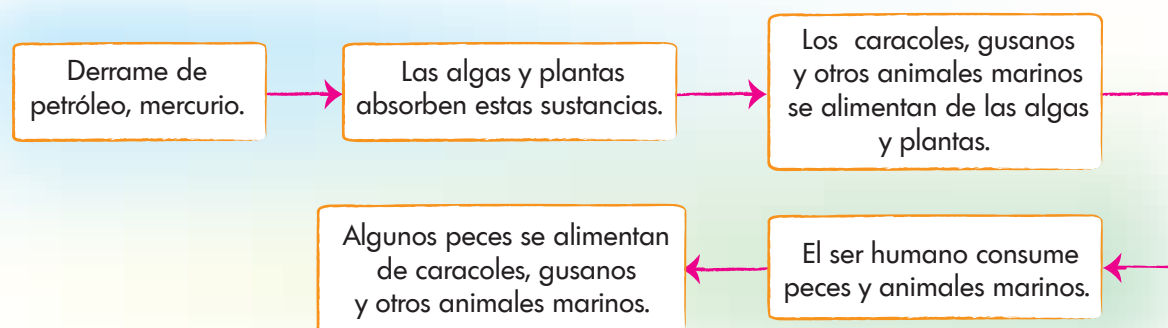 Derrame de
petróleo, mercurio.
Las algas y plantas
absorben estas sustancias.
Los caracoles, gusanos
y otros animales marinos
se alimentan de las algas
y plantas.
El ser humano consume
peces y animales marinos.
Algunos peces se alimentan
de caracoles, gusanos
y otros animales marinos.